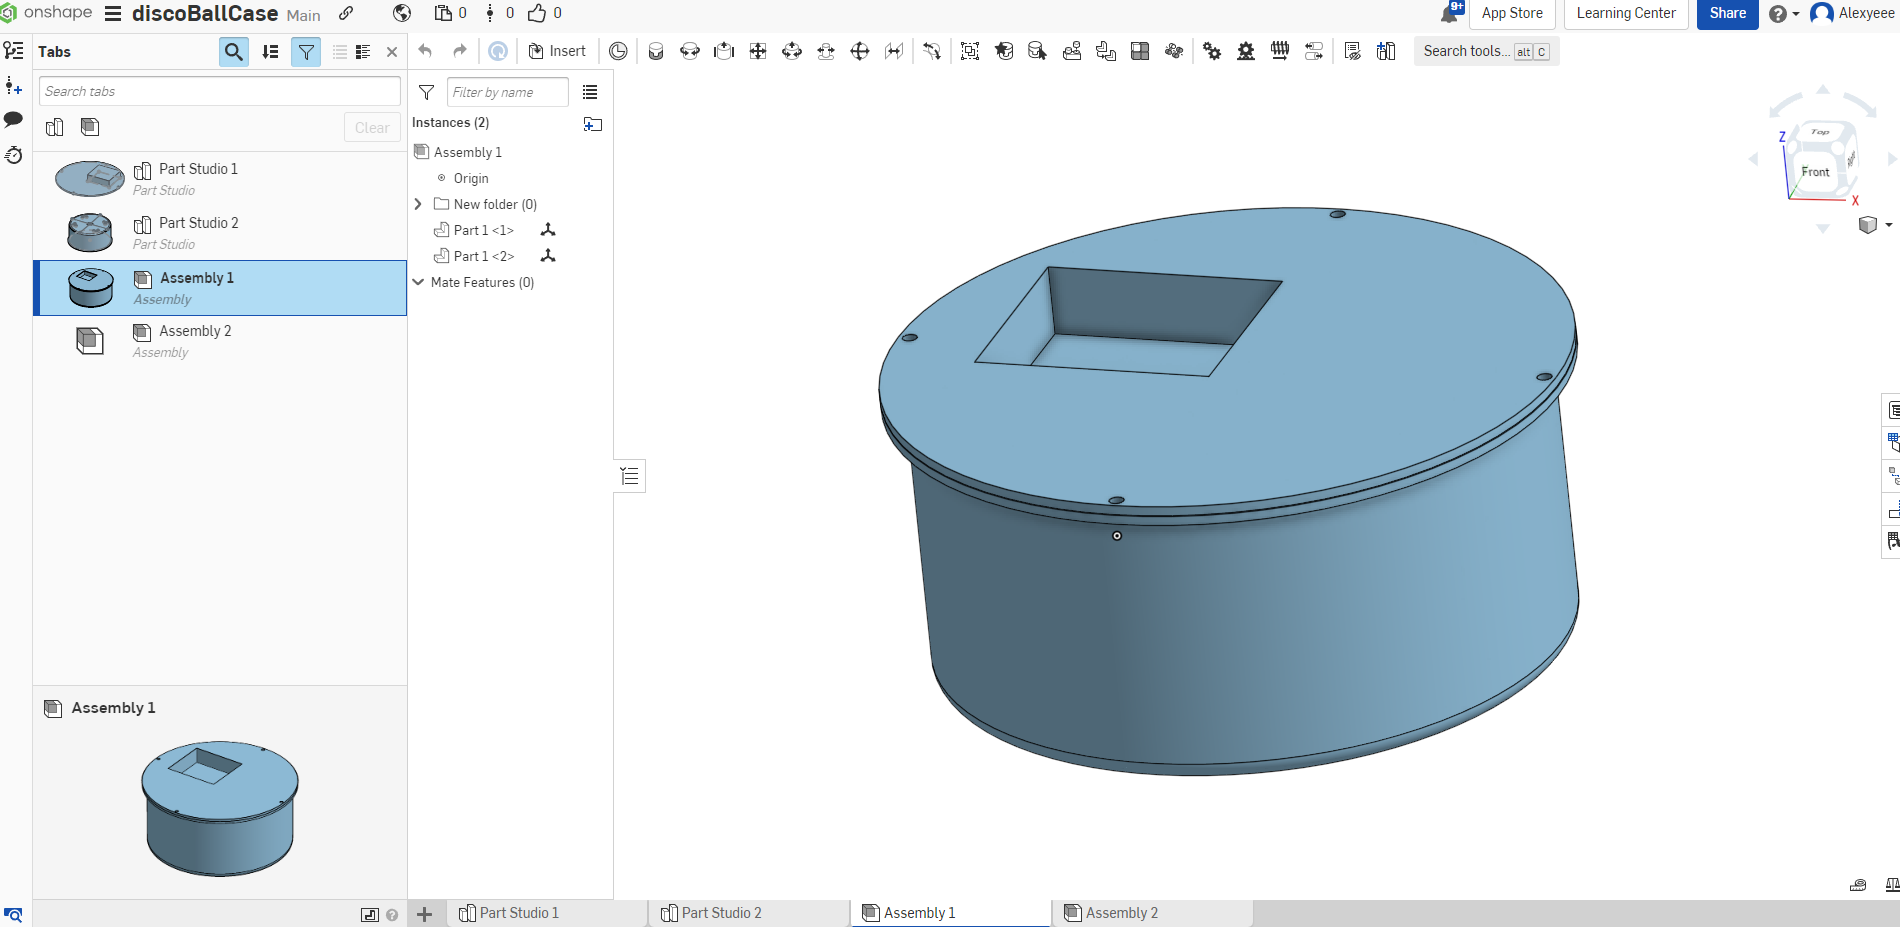 onshape discoBallCase Main 0 0 0 9+ App Store Learning Center Share Alexyeee
Tabs Insert Search tools... alt C
Search tabs
Clear
Part Studio 1
Part Studio
Part Studio 2
Part Studio
Assembly 1
Assembly
Assembly 2
Assembly
Assembly 1
Filter by name
Instances (2)
Assembly 1
Origin
New folder (0)
Part 1 <1>
Part 1 <2>
Mate Features (0)
Top
Z
Front
X
Part Studio 1 Part Studio 2 Assembly 1 Assembly 2